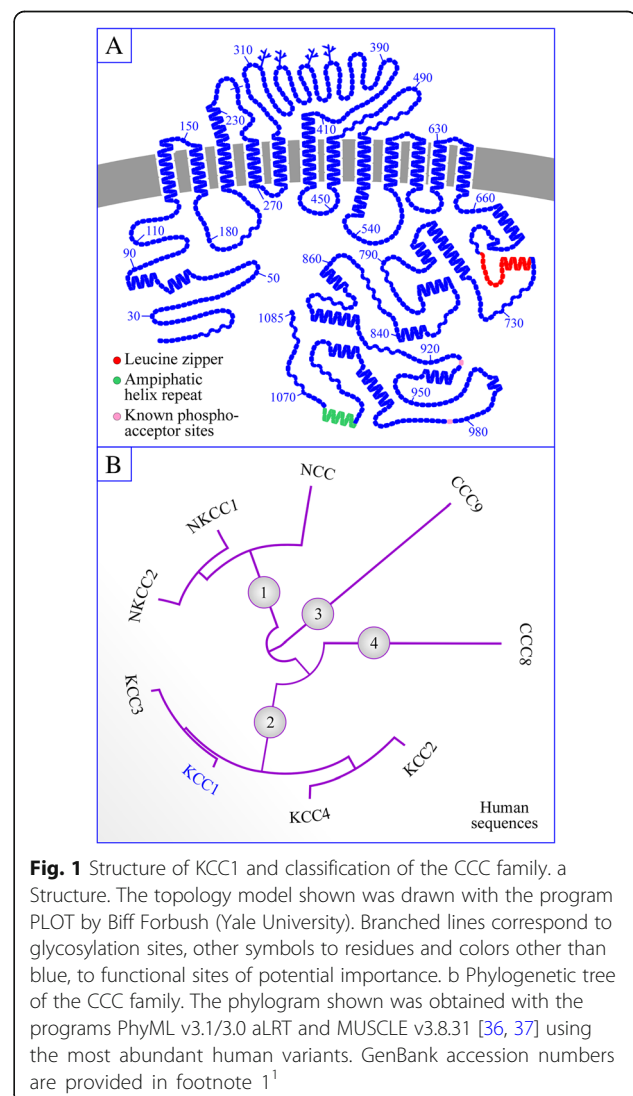 A
310
390
490
230
410
150
630
270
450
660
180
540
110
860
790
90
50
1085
30
730
840
920
Leucine zipper
Ampiphatic
helix repeat
1070
950
Known phospho-
acceptor sites
980
B
NCC
CCC9
NKCC1
NKCC2
1
3
4
CCC8
KCC3
2
KCC1
KCC2
KCC4
Human
sequences
Fig. 1 Structure of KCC1 and classification of the CCC family. a
Structure. The topology model shown was drawn with the program
PLOT by Biff Forbush (Yale University). Branched lines correspond to
glycosylation sites, other symbols to residues and colors other than
blue, to functional sites of potential importance. b Phylogenetic tree
of the CCC family. The phylogram shown was obtained with the
programs PhyML v3.1/3.0 aLRT and MUSCLE v3.8.31 [36, 37] using
the most abundant human variants. GenBank accession numbers
are provided in footnote 1¹